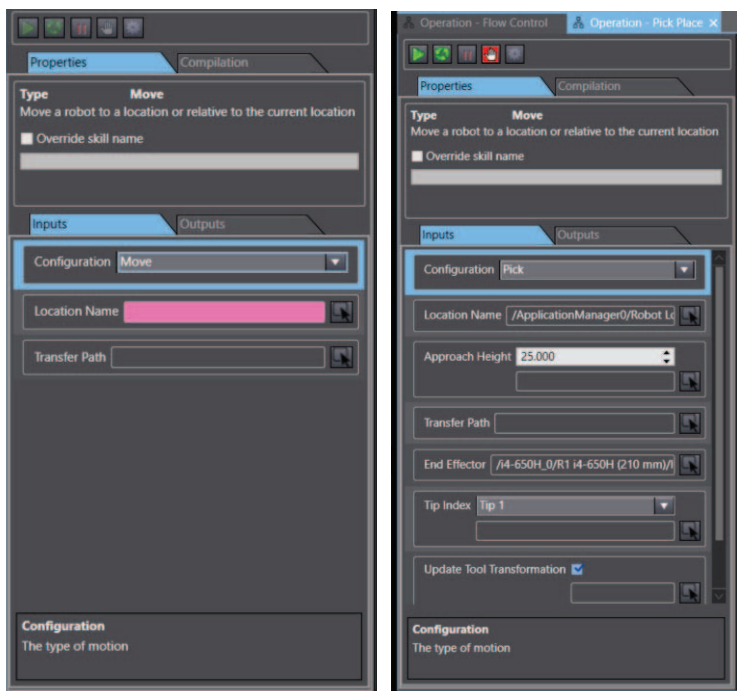 Properties
Compilation
Type Move
Move a robot to a location or relative to the current location
Override skill name
Inputs
Outputs
Configuration Move
Location Name
Transfer Path
Configuration
The type of motion
Operation - Flow Control
Operation - Pick Place
Properties
Compilation
Type Move
Move a robot to a location or relative to the current location
Override skill name
Inputs
Outputs
Configuration Pick
Location Name /ApplicationManager0/Robot Lo
Approach Height 25.000
Transfer Path
End Effector /i4-650H_0/R1 i4-650H (210 mm)/
Tip Index Tip 1
Update Tool Transformation
Configuration
The type of motion